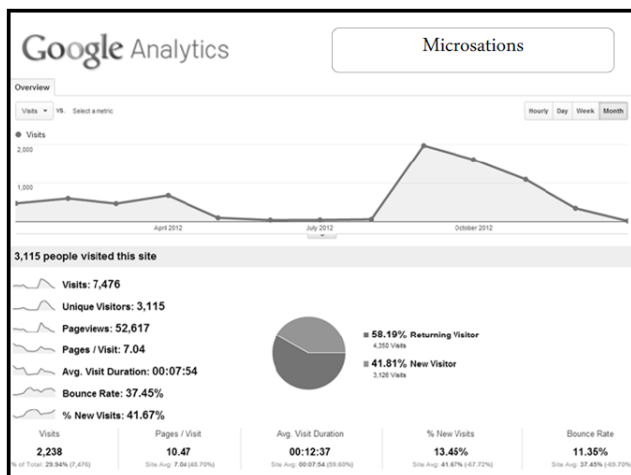 Google Analytics
Microsations
Overview
Visits VS. Select a metric
Hourly Day Week Month
Visits
2,000
1,000
April 2012 July 2012 October 2012
3,115 people visited this site
Visits: 7,476
Unique Visitors: 3,115
Pageviews: 52,617
Pages / Visit: 7.04
Avg. Visit Duration: 00:07:54
Bounce Rate: 37.45%
% New Visits: 41.67%
58.19% Returning Visitor
4,350 Visits
41.81% New Visitor
3,126 Visits
Visits Pages / Visit Avg. Visit Duration % New Visits Bounce Rate
2,238 10.47 00:12:37 13.45% 11.35%
% of Total: 29.94% (7,476) Site Avg: 7.04 (48.70%) Site Avg: 00:07:54 (59.60%) Site Avg: 41.67% (-67.72%) Site Avg: 37.45% (-69.70%)